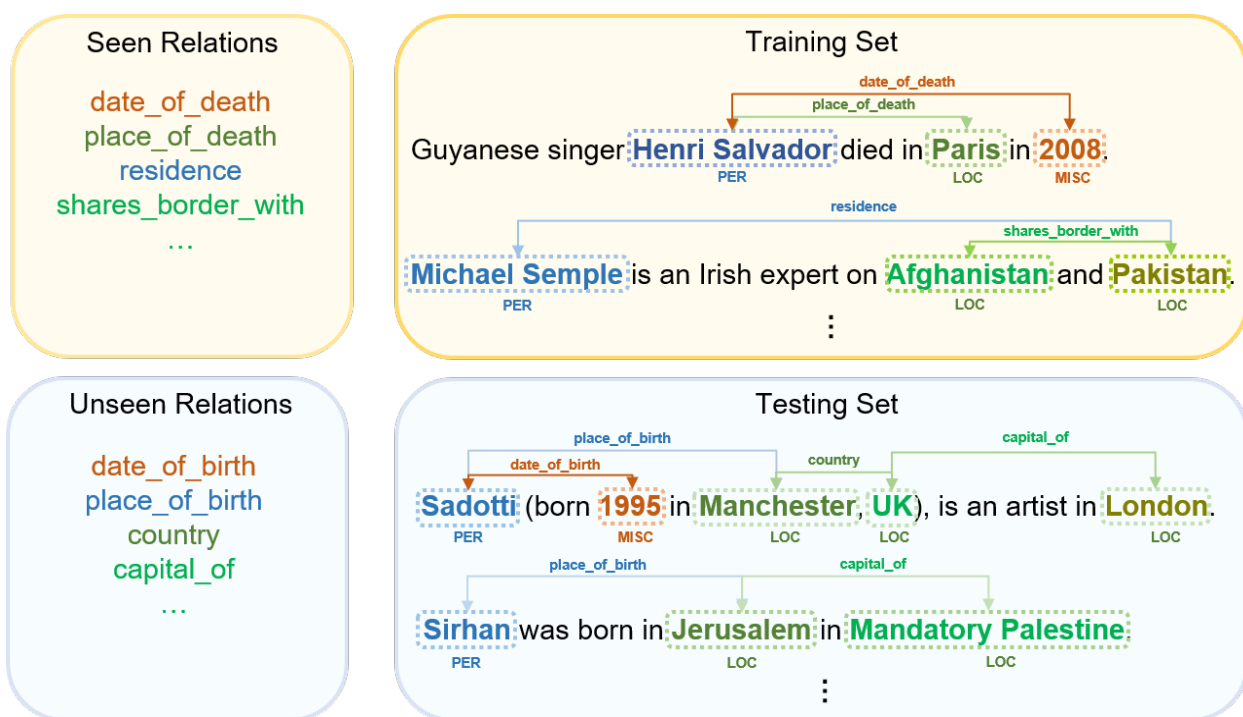 Seen Relations
date_of_death
place_of_death
residence
shares_border_with
...
Training Set
date_of_death
place_of_death
Guyanese singer Henri Salvador died in Paris in 2008.
PER LOC MISC
residence
shares_border_with
Michael Semple is an Irish expert on Afghanistan and Pakistan.
PER LOC LOC
⋮
Unseen Relations
date_of_birth
place_of_birth
country
capital_of
...
Testing Set
place_of_birth capital_of
date_of_birth country
Sadotti (born 1995 in Manchester, UK), is an artist in London.
PER MISC LOC LOC LOC
place_of_birth capital_of
Sirhan was born in Jerusalem in Mandatory Palestine.
PER LOC LOC
⋮